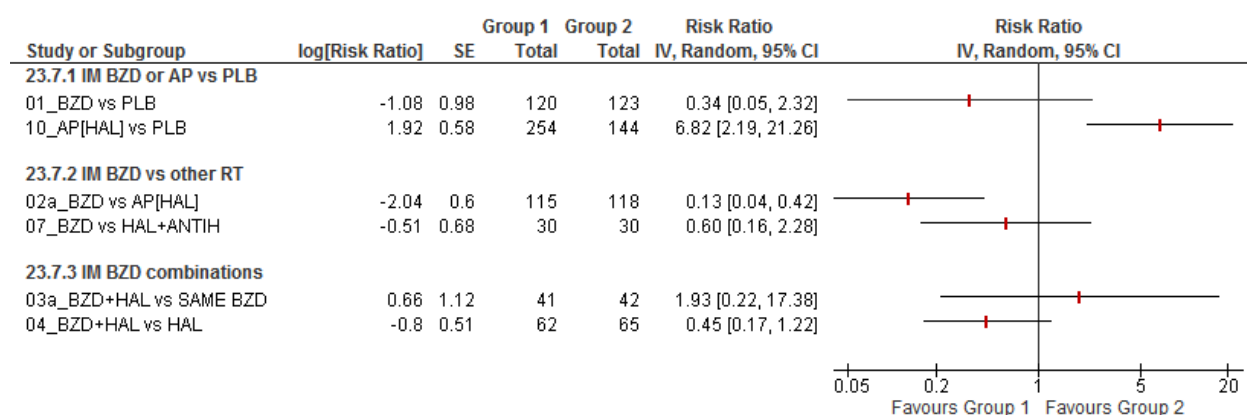 Group 1 Group 2 Risk Ratio Risk Ratio
Study or Subgroup log[Risk Ratio] SE Total Total IV, Random, 95% CI IV, Random, 95% CI
23.7.1 IM BZD or AP vs PLB
01_BZD vs PLB -1.08 0.98 120 123 0.34 [0.05, 2.32]
10_AP[HAL] vs PLB 1.92 0.58 254 144 6.82 [2.19, 21.26]
23.7.2 IM BZD vs other RT
02a_BZD vs AP[HAL] -2.04 0.6 115 118 0.13 [0.04, 0.42]
07_BZD vs HAL+ANTIH -0.51 0.68 30 30 0.60 [0.16, 2.28]
23.7.3 IM BZD combinations
03a_BZD+HAL vs SAME BZD 0.66 1.12 41 42 1.93 [0.22, 17.38]
04_BZD+HAL vs HAL -0.8 0.51 62 65 0.45 [0.17, 1.22]
0.05 0.2 1 5 20
Favours Group 1 Favours Group 2